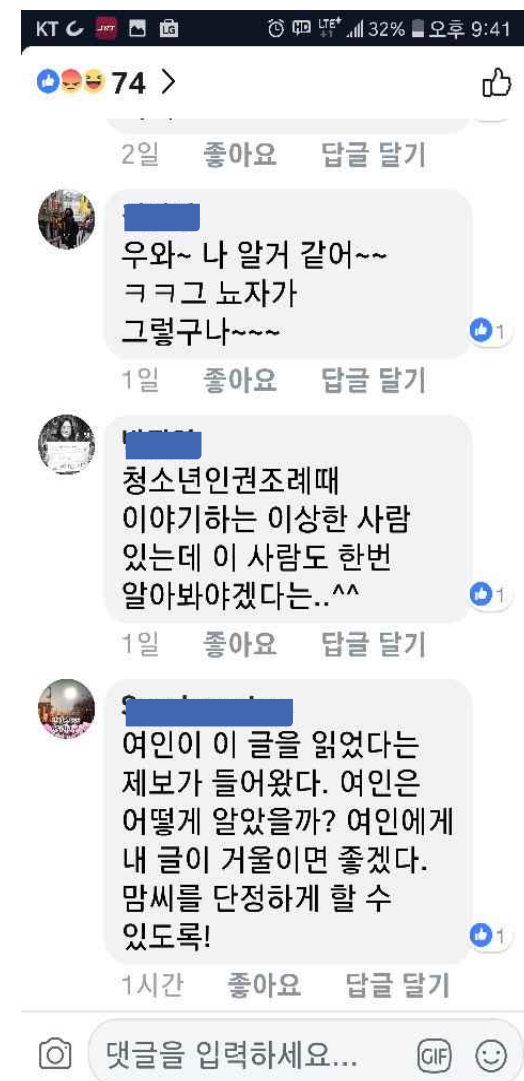 KT JET LG HD LTE+ 32% 오후 9:41
74 >
2일 좋아요 답글 달기
우와~ 나 알거 같아~~
ㅋㅋ그 뇨자가
그렇구나~~~
1
1일 좋아요 답글 달기
청소년인권조례때
이야기하는 이상한 사람
있는데 이 사람도 한번
알아봐야겠다는..^^
1
1일 좋아요 답글 달기
여인이 이 글을 읽었다는
제보가 들어왔다. 여인은
어떻게 알았을까? 여인에게
내 글이 거울이면 좋겠다.
맘씨를 단정하게 할 수
있도록!
1
1시간 좋아요 답글 달기
댓글을 입력하세요... GIF